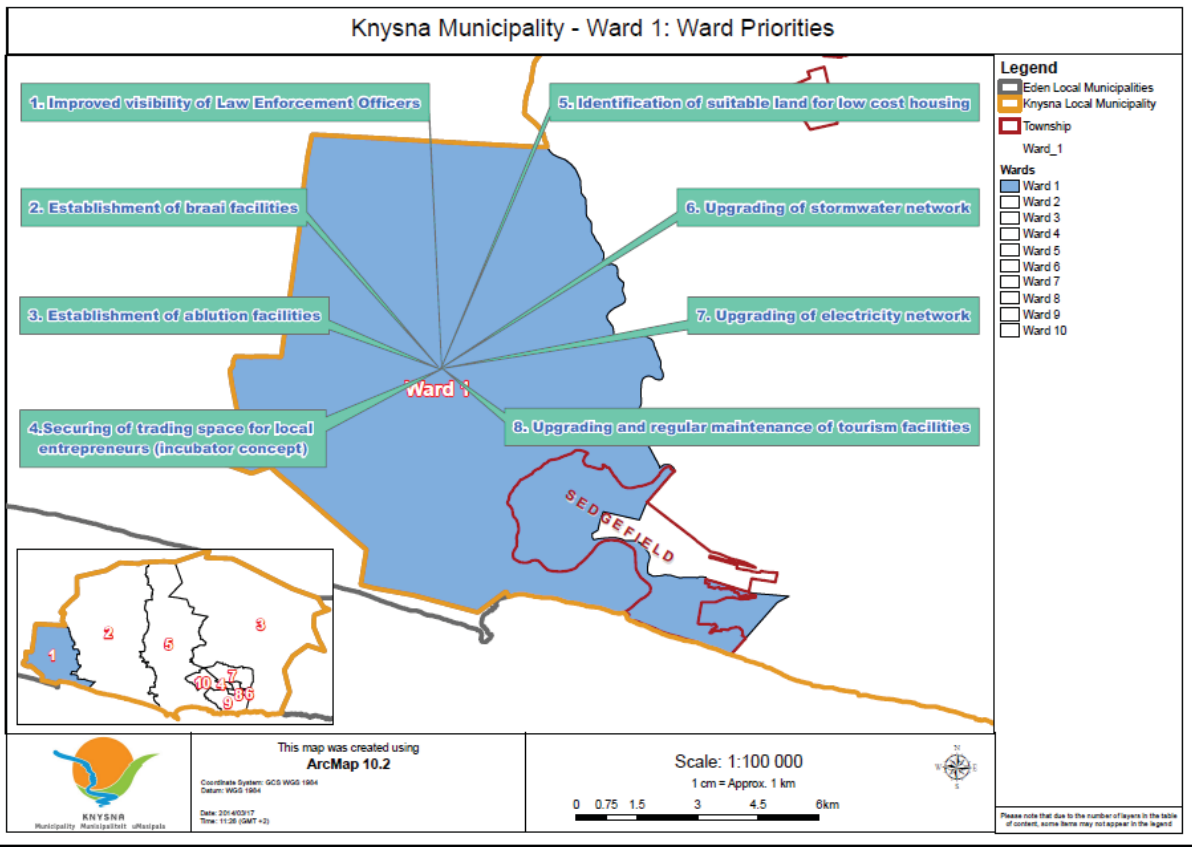 Knysna Municipality - Ward 1: Ward Priorities
1. Improved visibility of Law Enforcement Officers
2. Establishment of braai facilities
3. Establishment of ablution facilities
4.Securing of trading space for local
entrepreneurs (incubator concept)
5. Identification of suitable land for low cost housing
6. Upgrading of stormwater network
7. Upgrading of electricity network
8. Upgrading and regular maintenance of tourism facilities
Ward 1
SEDGEFIELD
Legend
Eden Local Municipalities
Knysna Local Municipality
Township
Ward_1
Wards
Ward 1
Ward 2
Ward 3
Ward 4
Ward 5
Ward 6
Ward 7
Ward 8
Ward 9
Ward 10
1
2
5
3
7
10
4
8
6
9
KNYSNA
Municipality Munisipaliteit uMasipala
This map was created using
ArcMap 10.2
Coordinate System: GCS WGS 1984
Datum: WGS 1984
Date: 2014/03/17
Time: 11:26 (GMT +2)
Scale: 1:100 000
1 cm = Approx. 1 km
0 0.75 1.5 3 4.5 6km
N
W E
S
Please note that due to the number of layers in the table
of content, some items may not appear in the legend